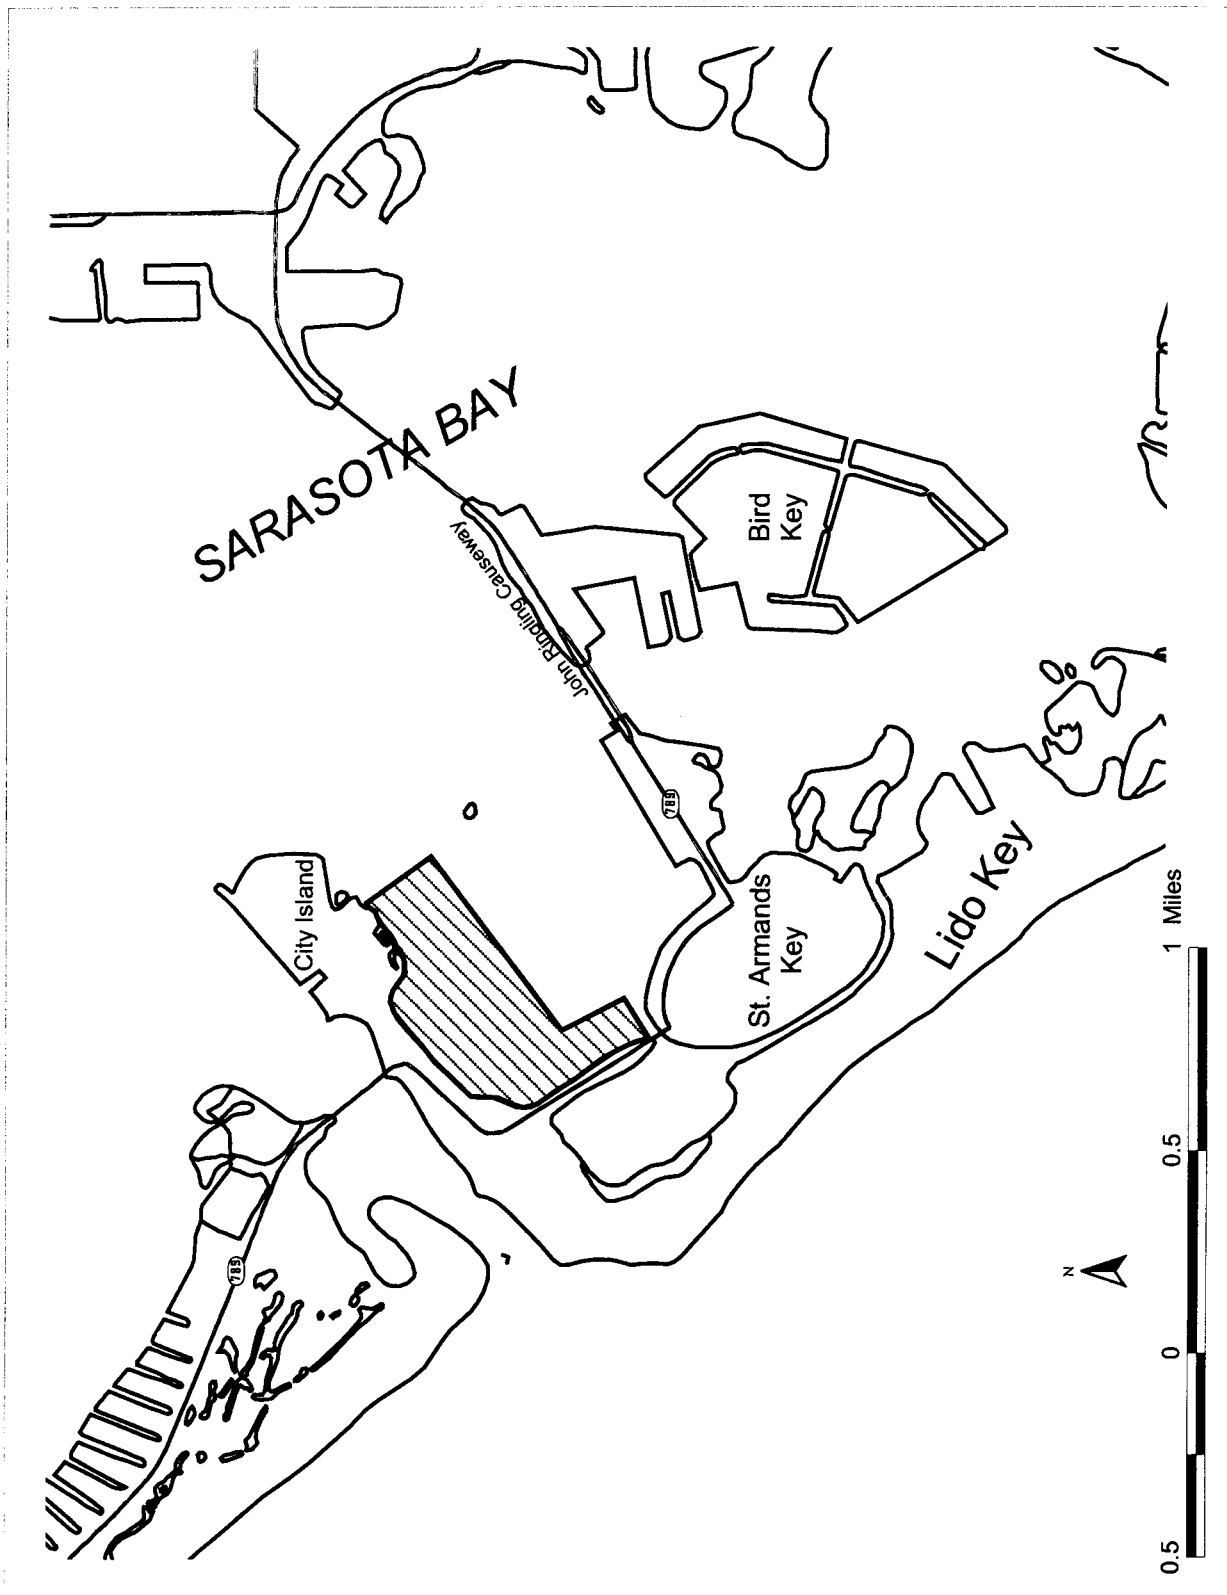 SARASOTA BAY
John Ringling Causeway
Bird
Key
City Island
789
St. Armands
Key
Lido Key
789
N
0.5 0 0.5 1 Miles